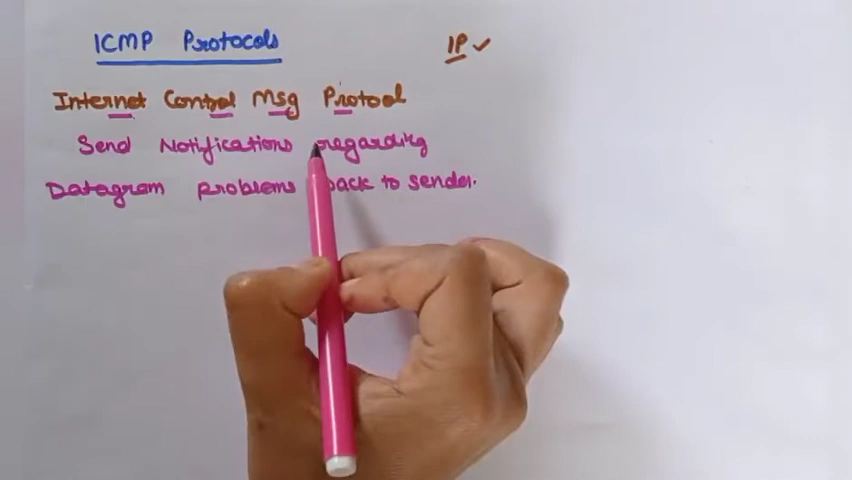 ICMP Protocols
IP ✓
Internet Control Msg Protocol
Send Notifications regarding
Datagram problems back to sender.